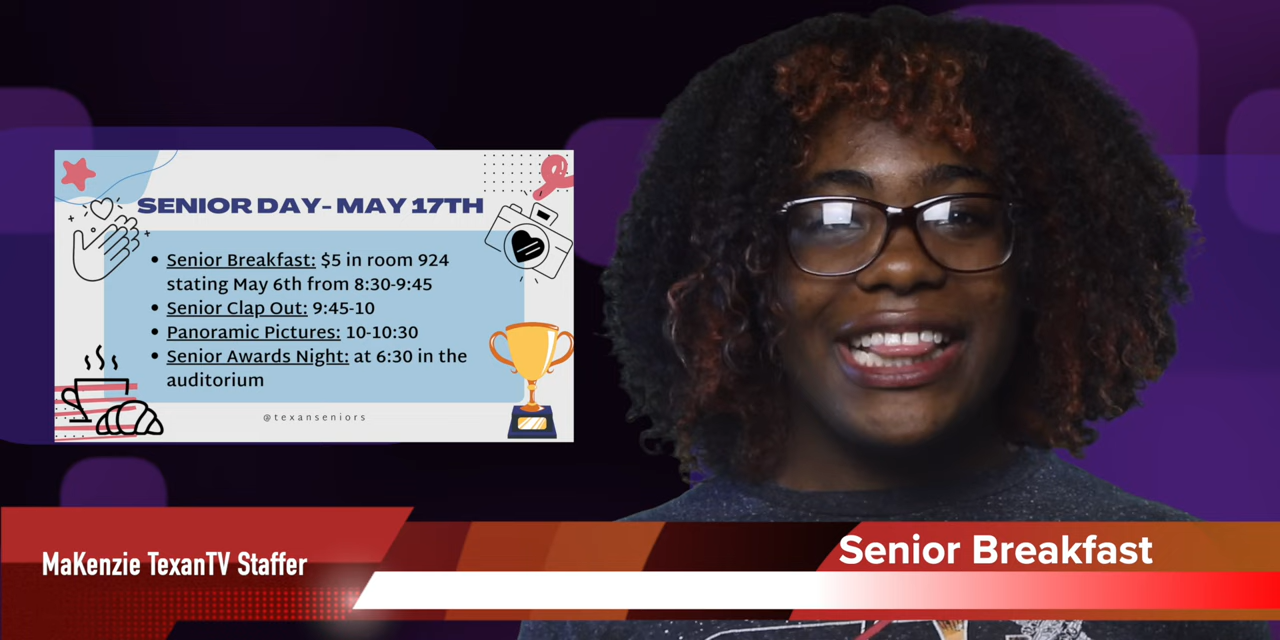 SENIOR DAY- MAY 17TH
• Senior Breakfast: $5 in room 924
stating May 6th from 8:30-9:45
• Senior Clap Out: 9:45-10
• Panoramic Pictures: 10-10:30
• Senior Awards Night: at 6:30 in the
auditorium
@texanseniors
MaKenzie TexanTV Staffer
Senior Breakfast